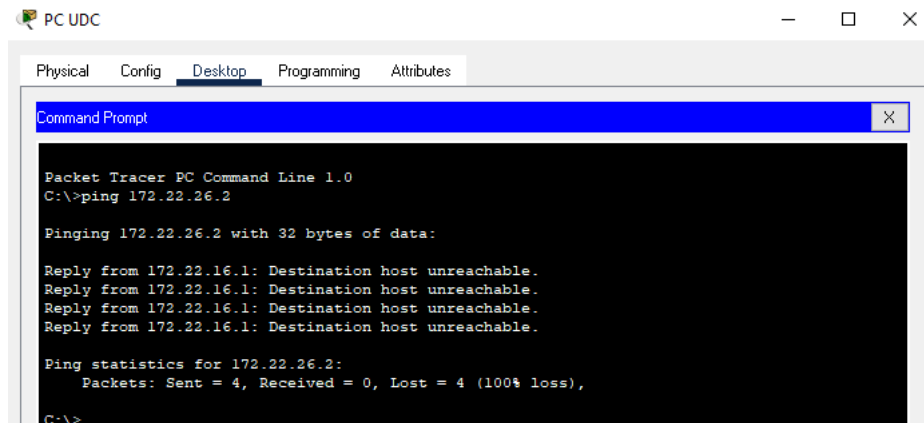 PC UDC
Physical Config Desktop Programming Attributes
Command Prompt
X
Packet Tracer PC Command Line 1.0
C:\>ping 172.22.26.2
Pinging 172.22.26.2 with 32 bytes of data:
Reply from 172.22.16.1: Destination host unreachable.
Reply from 172.22.16.1: Destination host unreachable.
Reply from 172.22.16.1: Destination host unreachable.
Reply from 172.22.16.1: Destination host unreachable.
Ping statistics for 172.22.26.2:
Packets: Sent = 4, Received = 0, Lost = 4 (100% loss),
C:\>